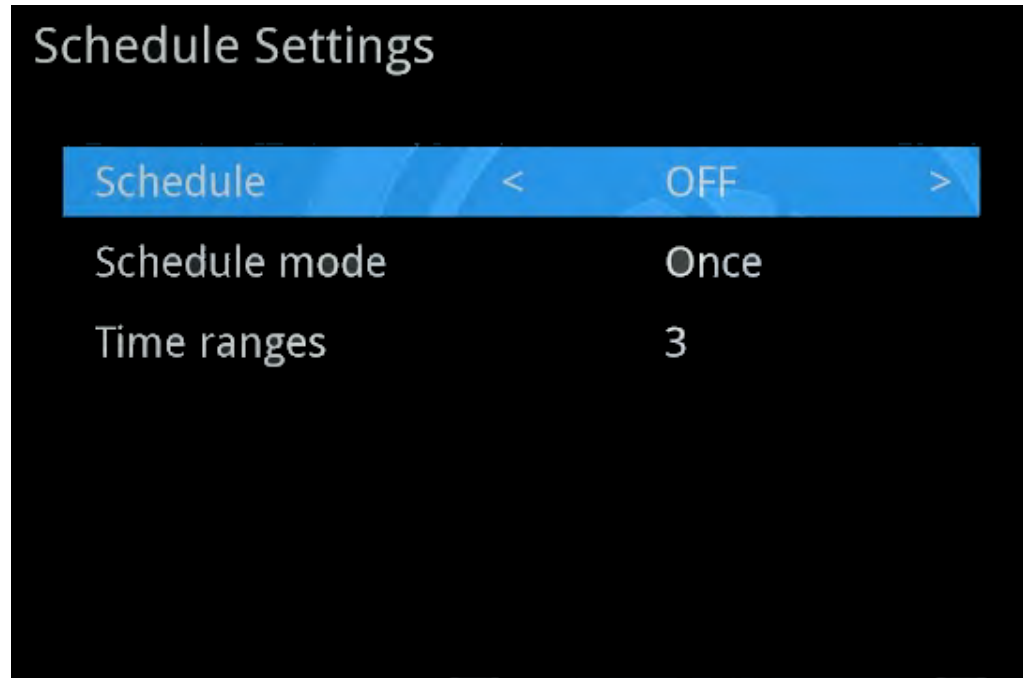 Schedule Settings
Schedule < OFF >
Schedule mode Once
Time ranges 3